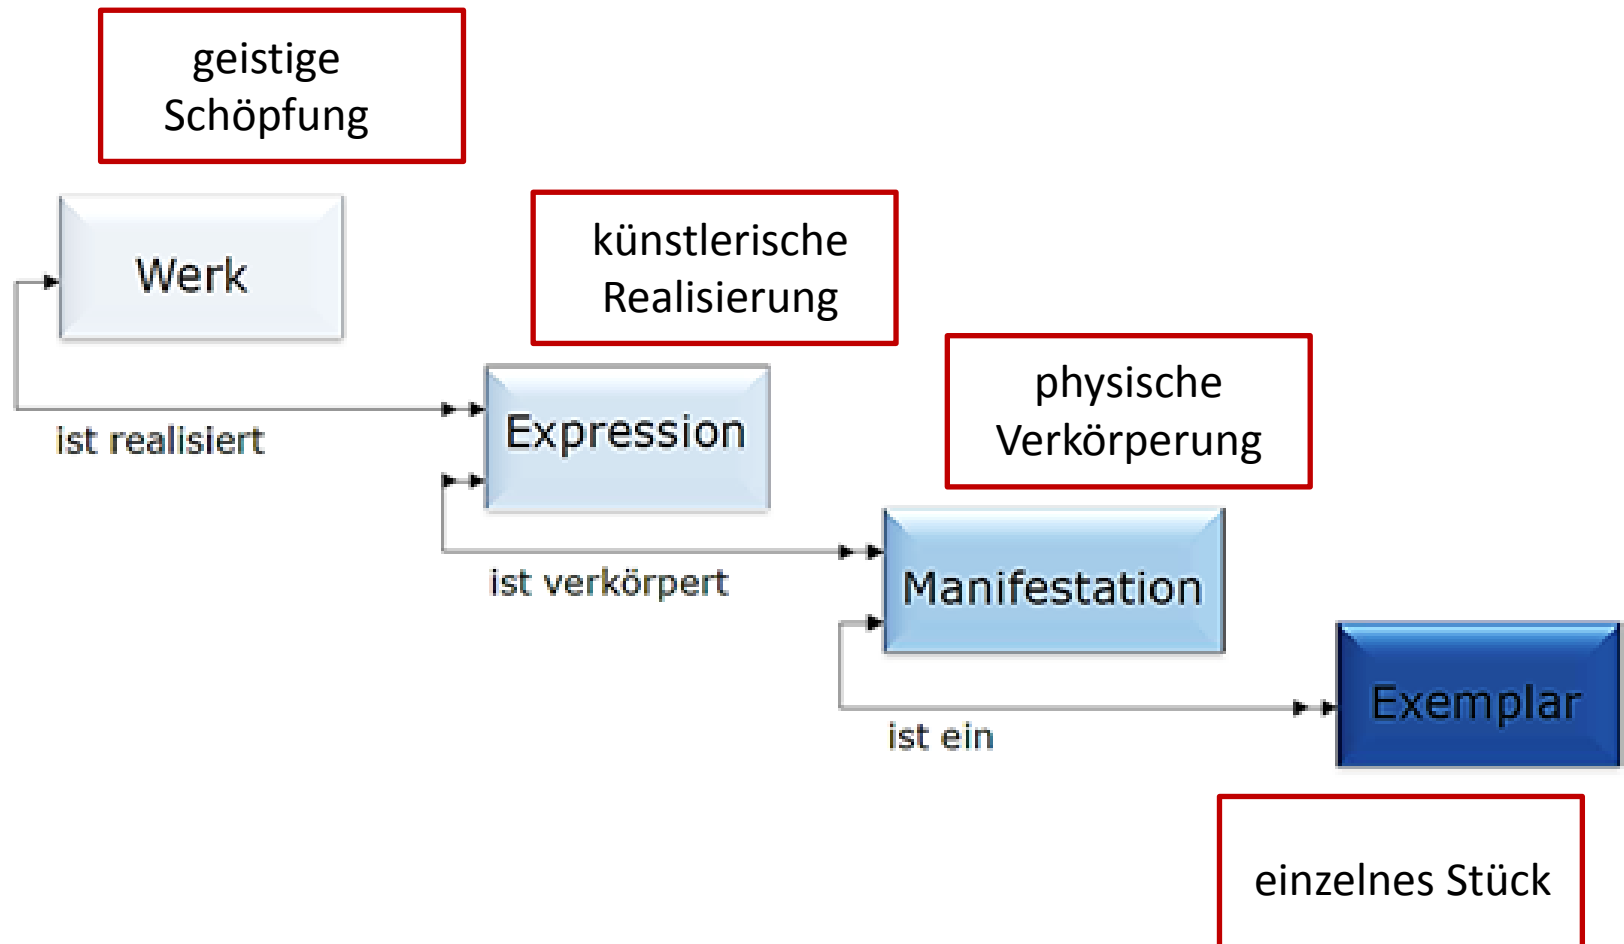 geistige
Schöpfung
Werk
künstlerische
Realisierung
ist realisiert
Expression
physische
Verkörperung
ist verkörpert
Manifestation
ist ein
Exemplar
einzelnes Stück